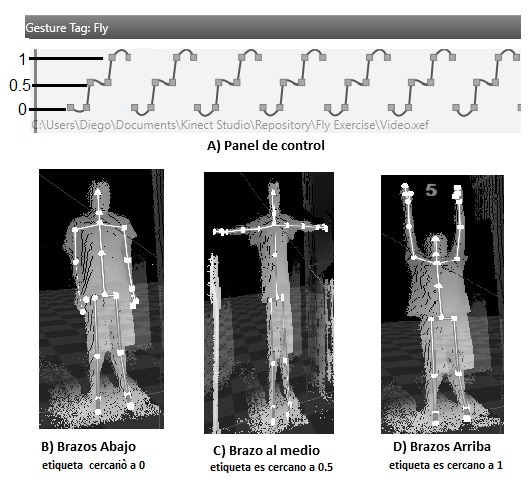 Gesture Tag: Fly
1
0.5
0
C:\Users\Diego\Documents\Kinect Studio\Repository\Fly Exercise\Video.xef
A) Panel de control
5
B) Brazos Abajo
etiqueta cercanò a 0
C) Brazo al medio
etiqueta es cercano a 0.5
D) Brazos Arriba
etiqueta es cercano a 1